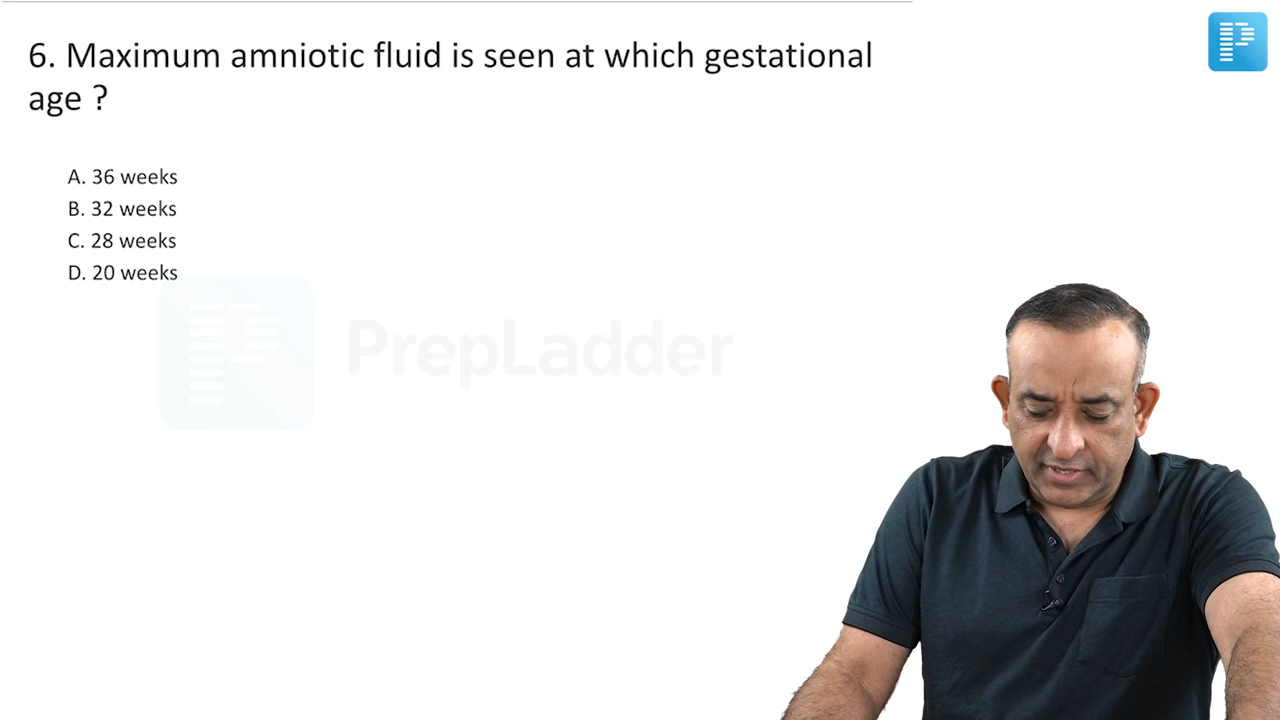 6. Maximum amniotic fluid is seen at which gestational
age ?
A. 36 weeks
B. 32 weeks
C. 28 weeks
D. 20 weeks
PrepLadder